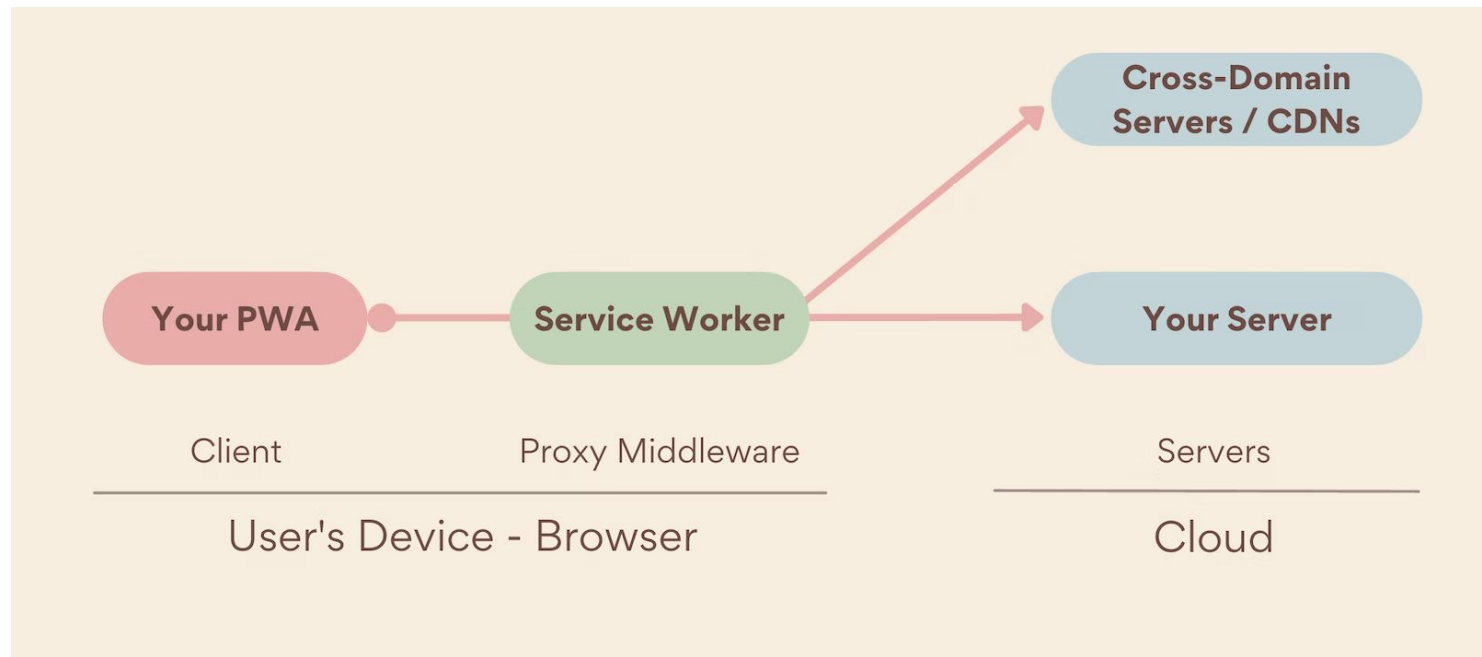 Cross-Domain
Servers / CDNs
Your PWA
Service Worker
Your Server
Client
Proxy Middleware
Servers
User's Device - Browser
Cloud